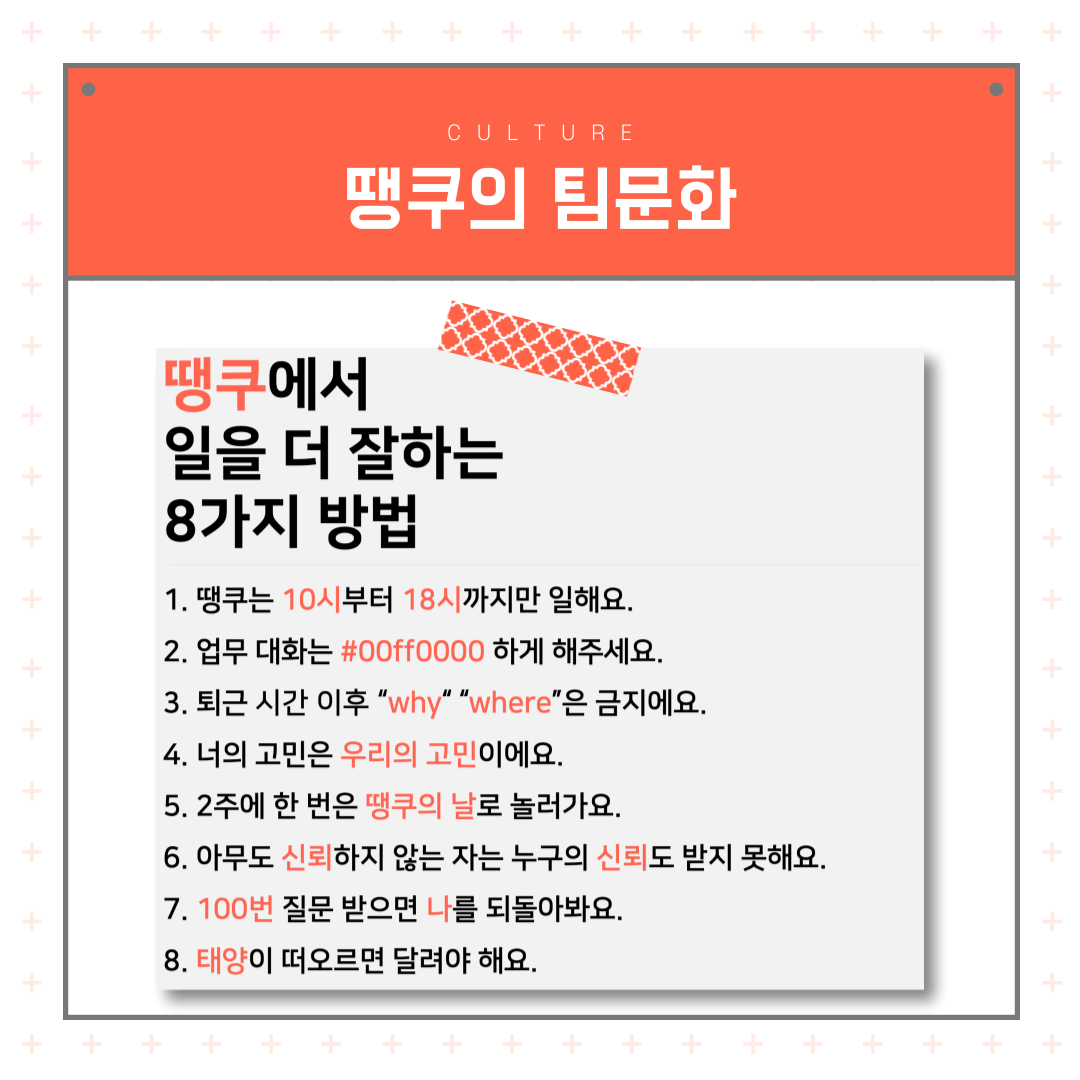 CULTURE
땡쿠의 팀문화
땡쿠에서
일을 더 잘하는
8가지 방법
1. 땡쿠는 10시부터 18시까지만 일해요.
2. 업무 대화는 #00ff0000 하게 해주세요.
3. 퇴근 시간 이후 “why“ “where”은 금지에요.
4. 너의 고민은 우리의 고민이에요.
5. 2주에 한 번은 땡쿠의 날로 놀러가요.
6. 아무도 신뢰하지 않는 자는 누구의 신뢰도 받지 못해요.
7. 100번 질문 받으면 나를 되돌아봐요.
8. 태양이 떠오르면 달려야 해요.